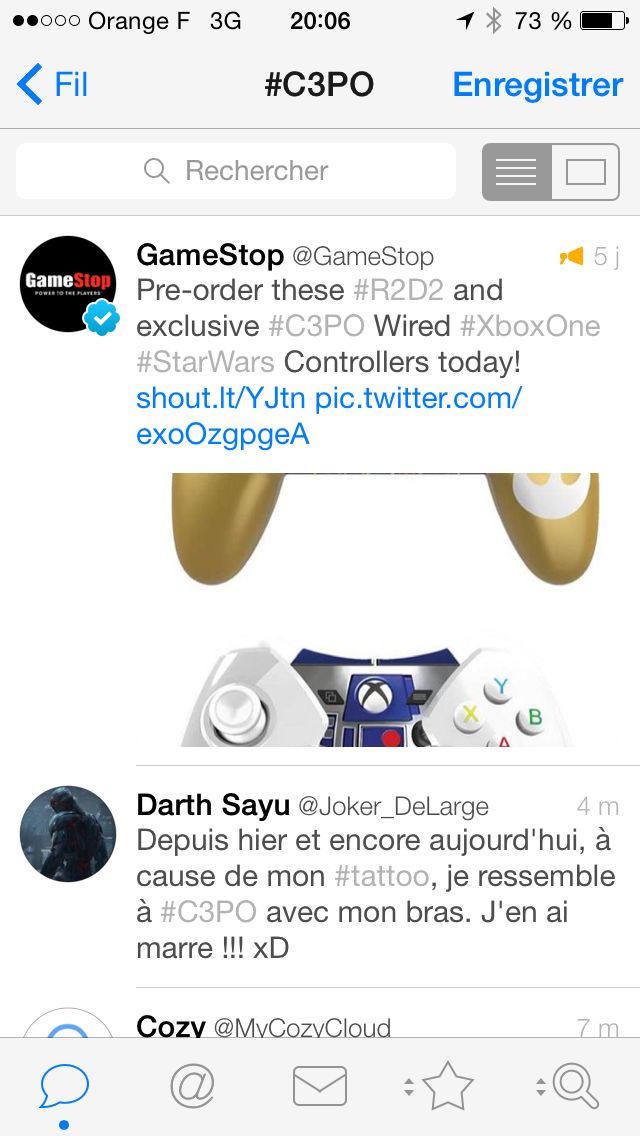 Orange F 3G 20:06 73 %
Fil #C3PO Enregistrer
Rechercher
GameStop @GameStop 5 j
GameStop
POWER TO THE PLAYERS
Pre-order these #R2D2 and
exclusive #C3PO Wired #XboxOne
#StarWars Controllers today!
shout.lt/YJtn pic.twitter.com/
exoOzgpgeA
Y
X B
A
Darth Sayu @Joker_DeLarge 4 m
Depuis hier et encore aujourd'hui, à
cause de mon #tattoo, je ressemble
à #C3PO avec mon bras. J'en ai
marre !!! xD
Cozy @MyCozyCloud 7 m
@